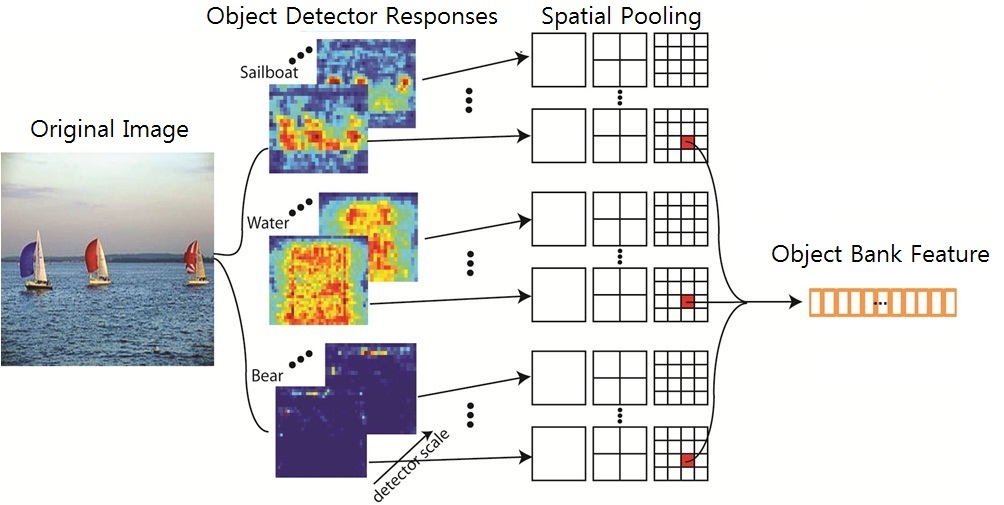 Object Detector Responses
Spatial Pooling
Sailboat
Original Image
Water
Object Bank Feature
Bear
detector scale